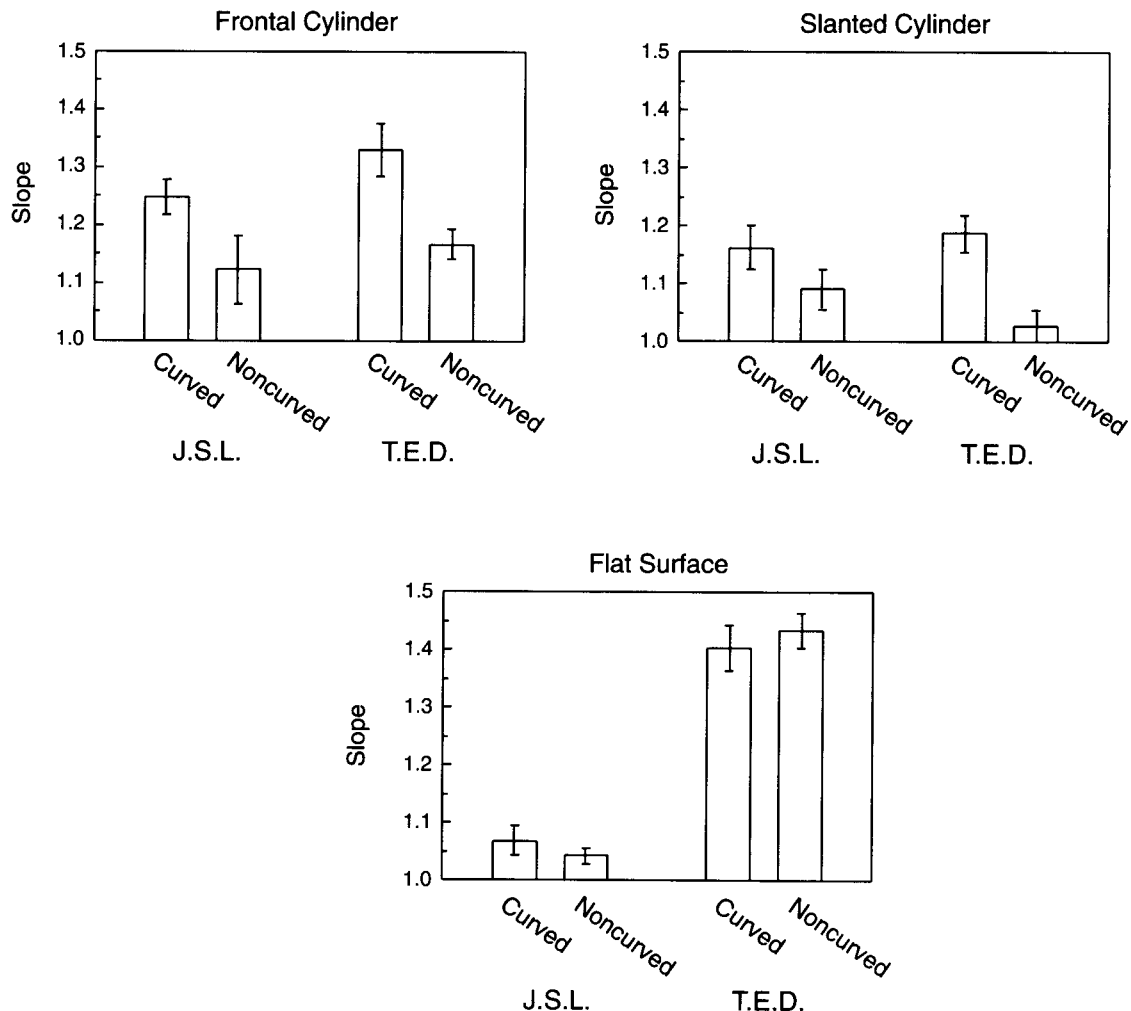 Frontal Cylinder
1.5
1.4
1.3
1.2
1.1
1.0
Slope
Curved
Noncurved
Curved
Noncurved
J.S.L.
T.E.D.
Slanted Cylinder
1.5
1.4
1.3
1.2
1.1
1.0
Slope
Curved
Noncurved
Curved
Noncurved
J.S.L.
T.E.D.
Flat Surface
1.5
1.4
1.3
1.2
1.1
1.0
Slope
Curved
Noncurved
Curved
Noncurved
J.S.L.
T.E.D.